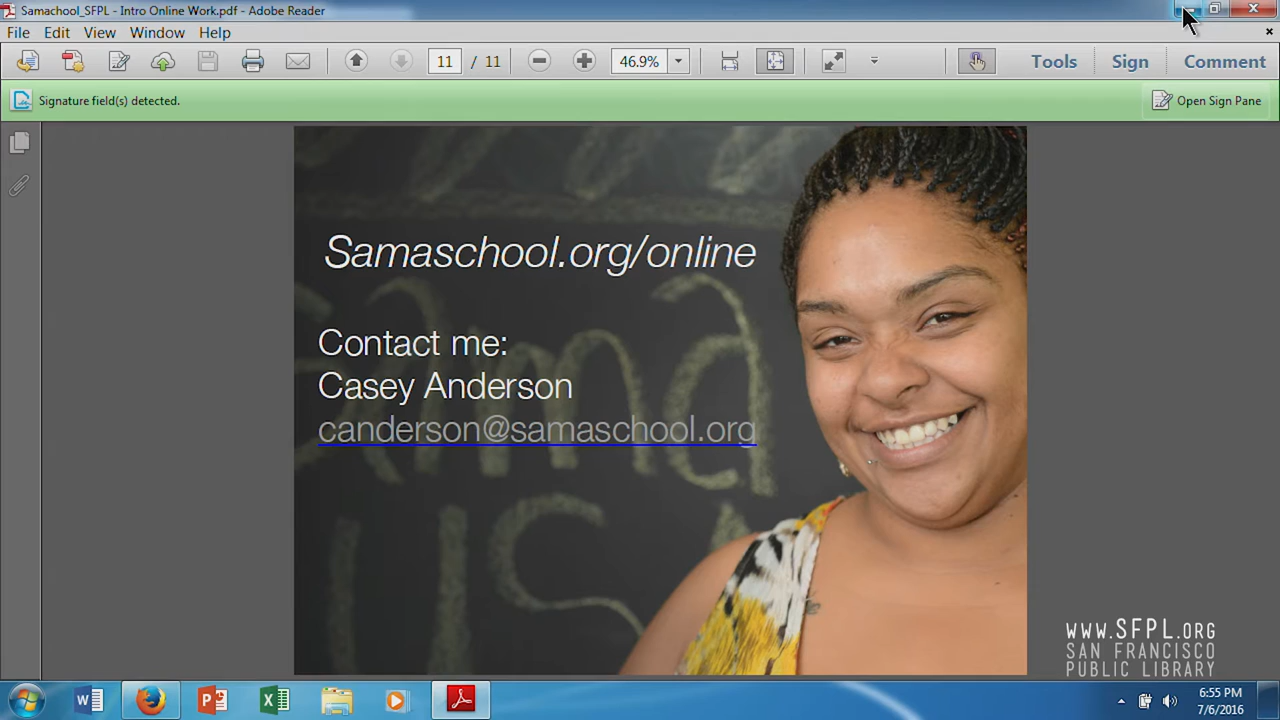 Samachool_SFPL - Intro Online Work.pdf - Adobe Reader
File Edit View Window Help
11 / 11 46.9% Tools Sign Comment
Signature field(s) detected. Open Sign Pane
Samaschool.org/online
Contact me:
Casey Anderson
canderson@samaschool.org
sama
USA
www.SFPL.org
SAN FRANCISCO
PUBLIC LIBRARY
6:55 PM
7/6/2016